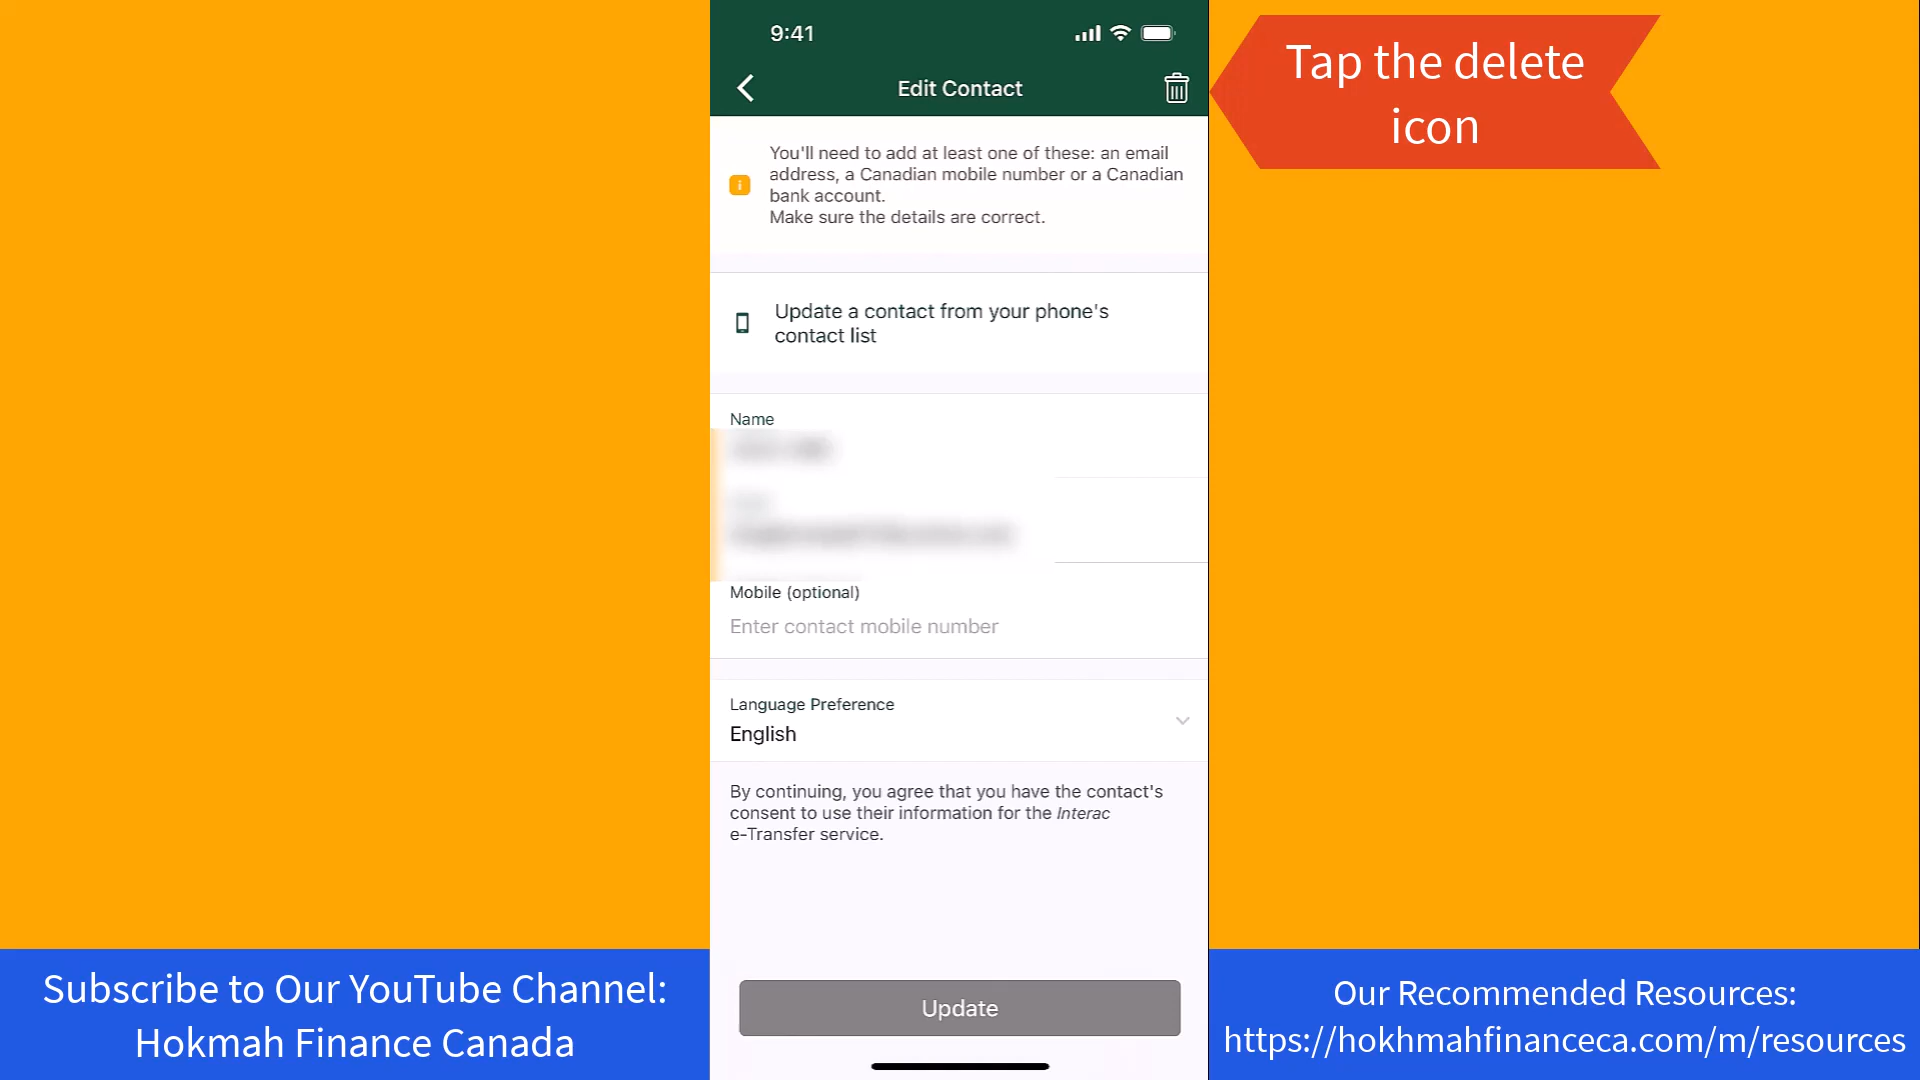 9:41
Edit Contact
Tap the delete
icon
You'll need to add at least one of these: an email
address, a Canadian mobile number or a Canadian
bank account.
Make sure the details are correct.
Update a contact from your phone's
contact list
Name
Mobile (optional)
Enter contact mobile number
Language Preference
English
By continuing, you agree that you have the contact's
consent to use their information for the Interac
e-Transfer service.
Update
Subscribe to Our YouTube Channel:
Hokmah Finance Canada
Our Recommended Resources:
https://hokhmahfinanceca.com/m/resources